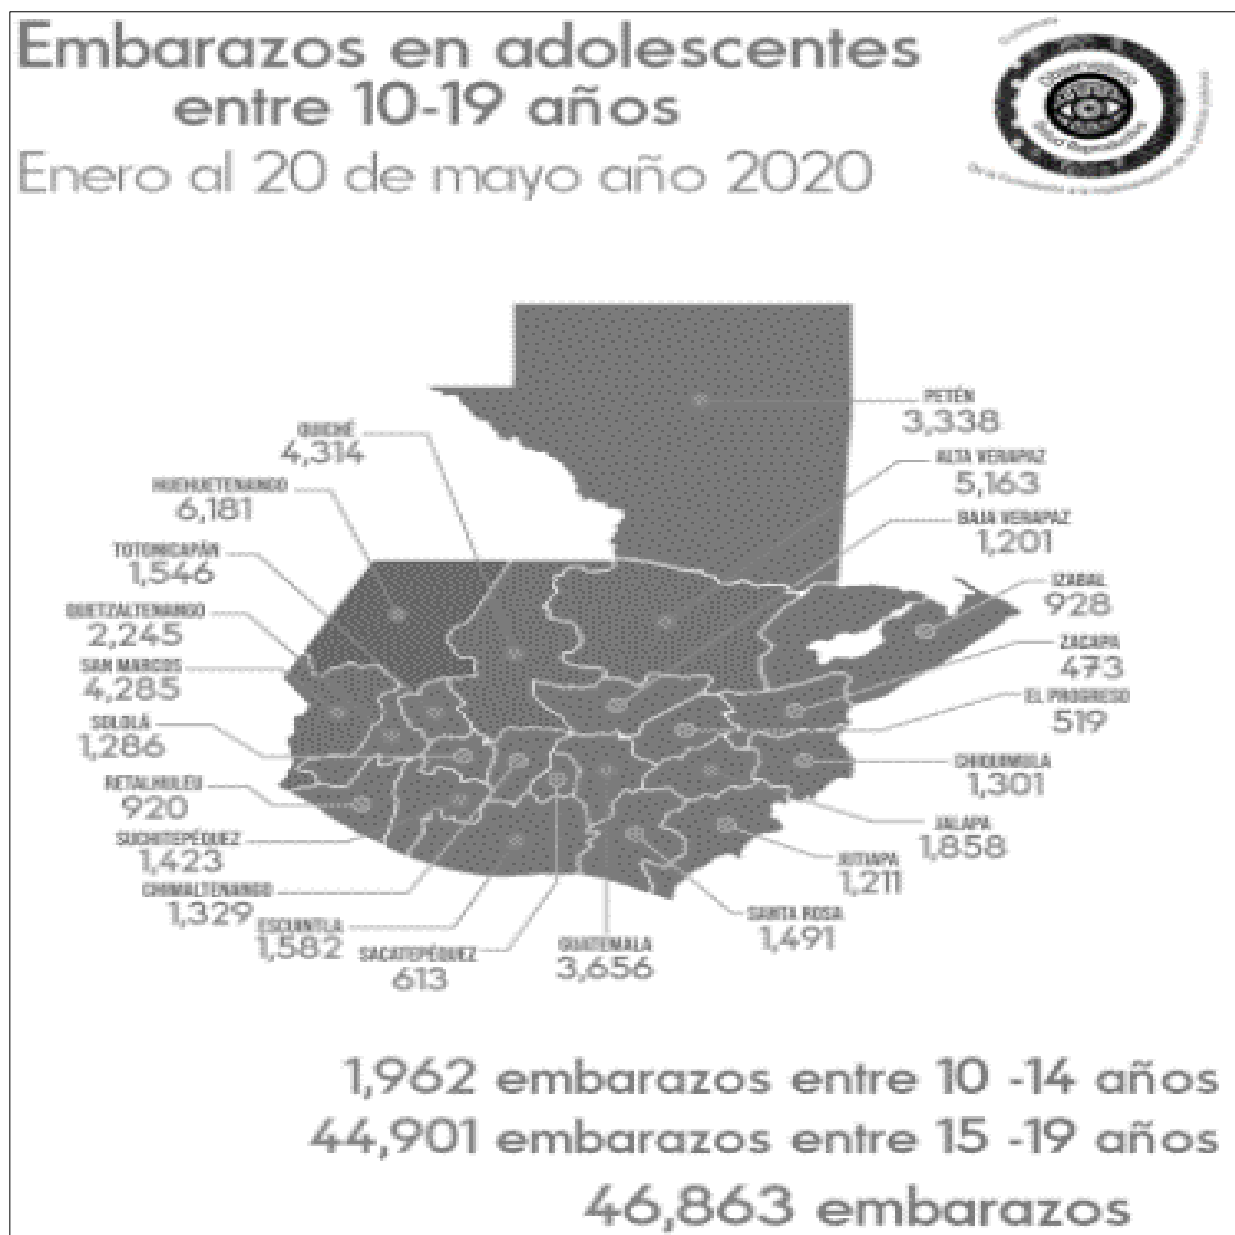 Embarazos en adolescentes
entre 10-19 años
Enero al 20 de mayo año 2020
Observatorio
Salud Reproductiva
PETÉN
3,338
QUICHÉ
4,314
ALTA VERAPAZ
5,163
HUEHUETENANGO
6,181
BAJA VERAPAZ
1,201
TOTONICAPÁN
1,546
IZABAL
928
QUETZALTENANGO
2,245
ZACAPA
473
SAN MARCOS
4,285
EL PROGRESO
519
SOLOLÁ
1,286
CHIQUIMULA
1,301
RETALHULEU
920
JALAPA
1,858
SUCHITEPÉQUEZ
1,423
JUTIAPA
1,211
CHIMALTENANGO
1,329
SANTA ROSA
1,491
ESCUINTLA
1,582
SACATEPÉQUEZ
613
GUATEMALA
3,656
1,962 embarazos entre 10 -14 años
44,901 embarazos entre 15 -19 años
46,863 embarazos